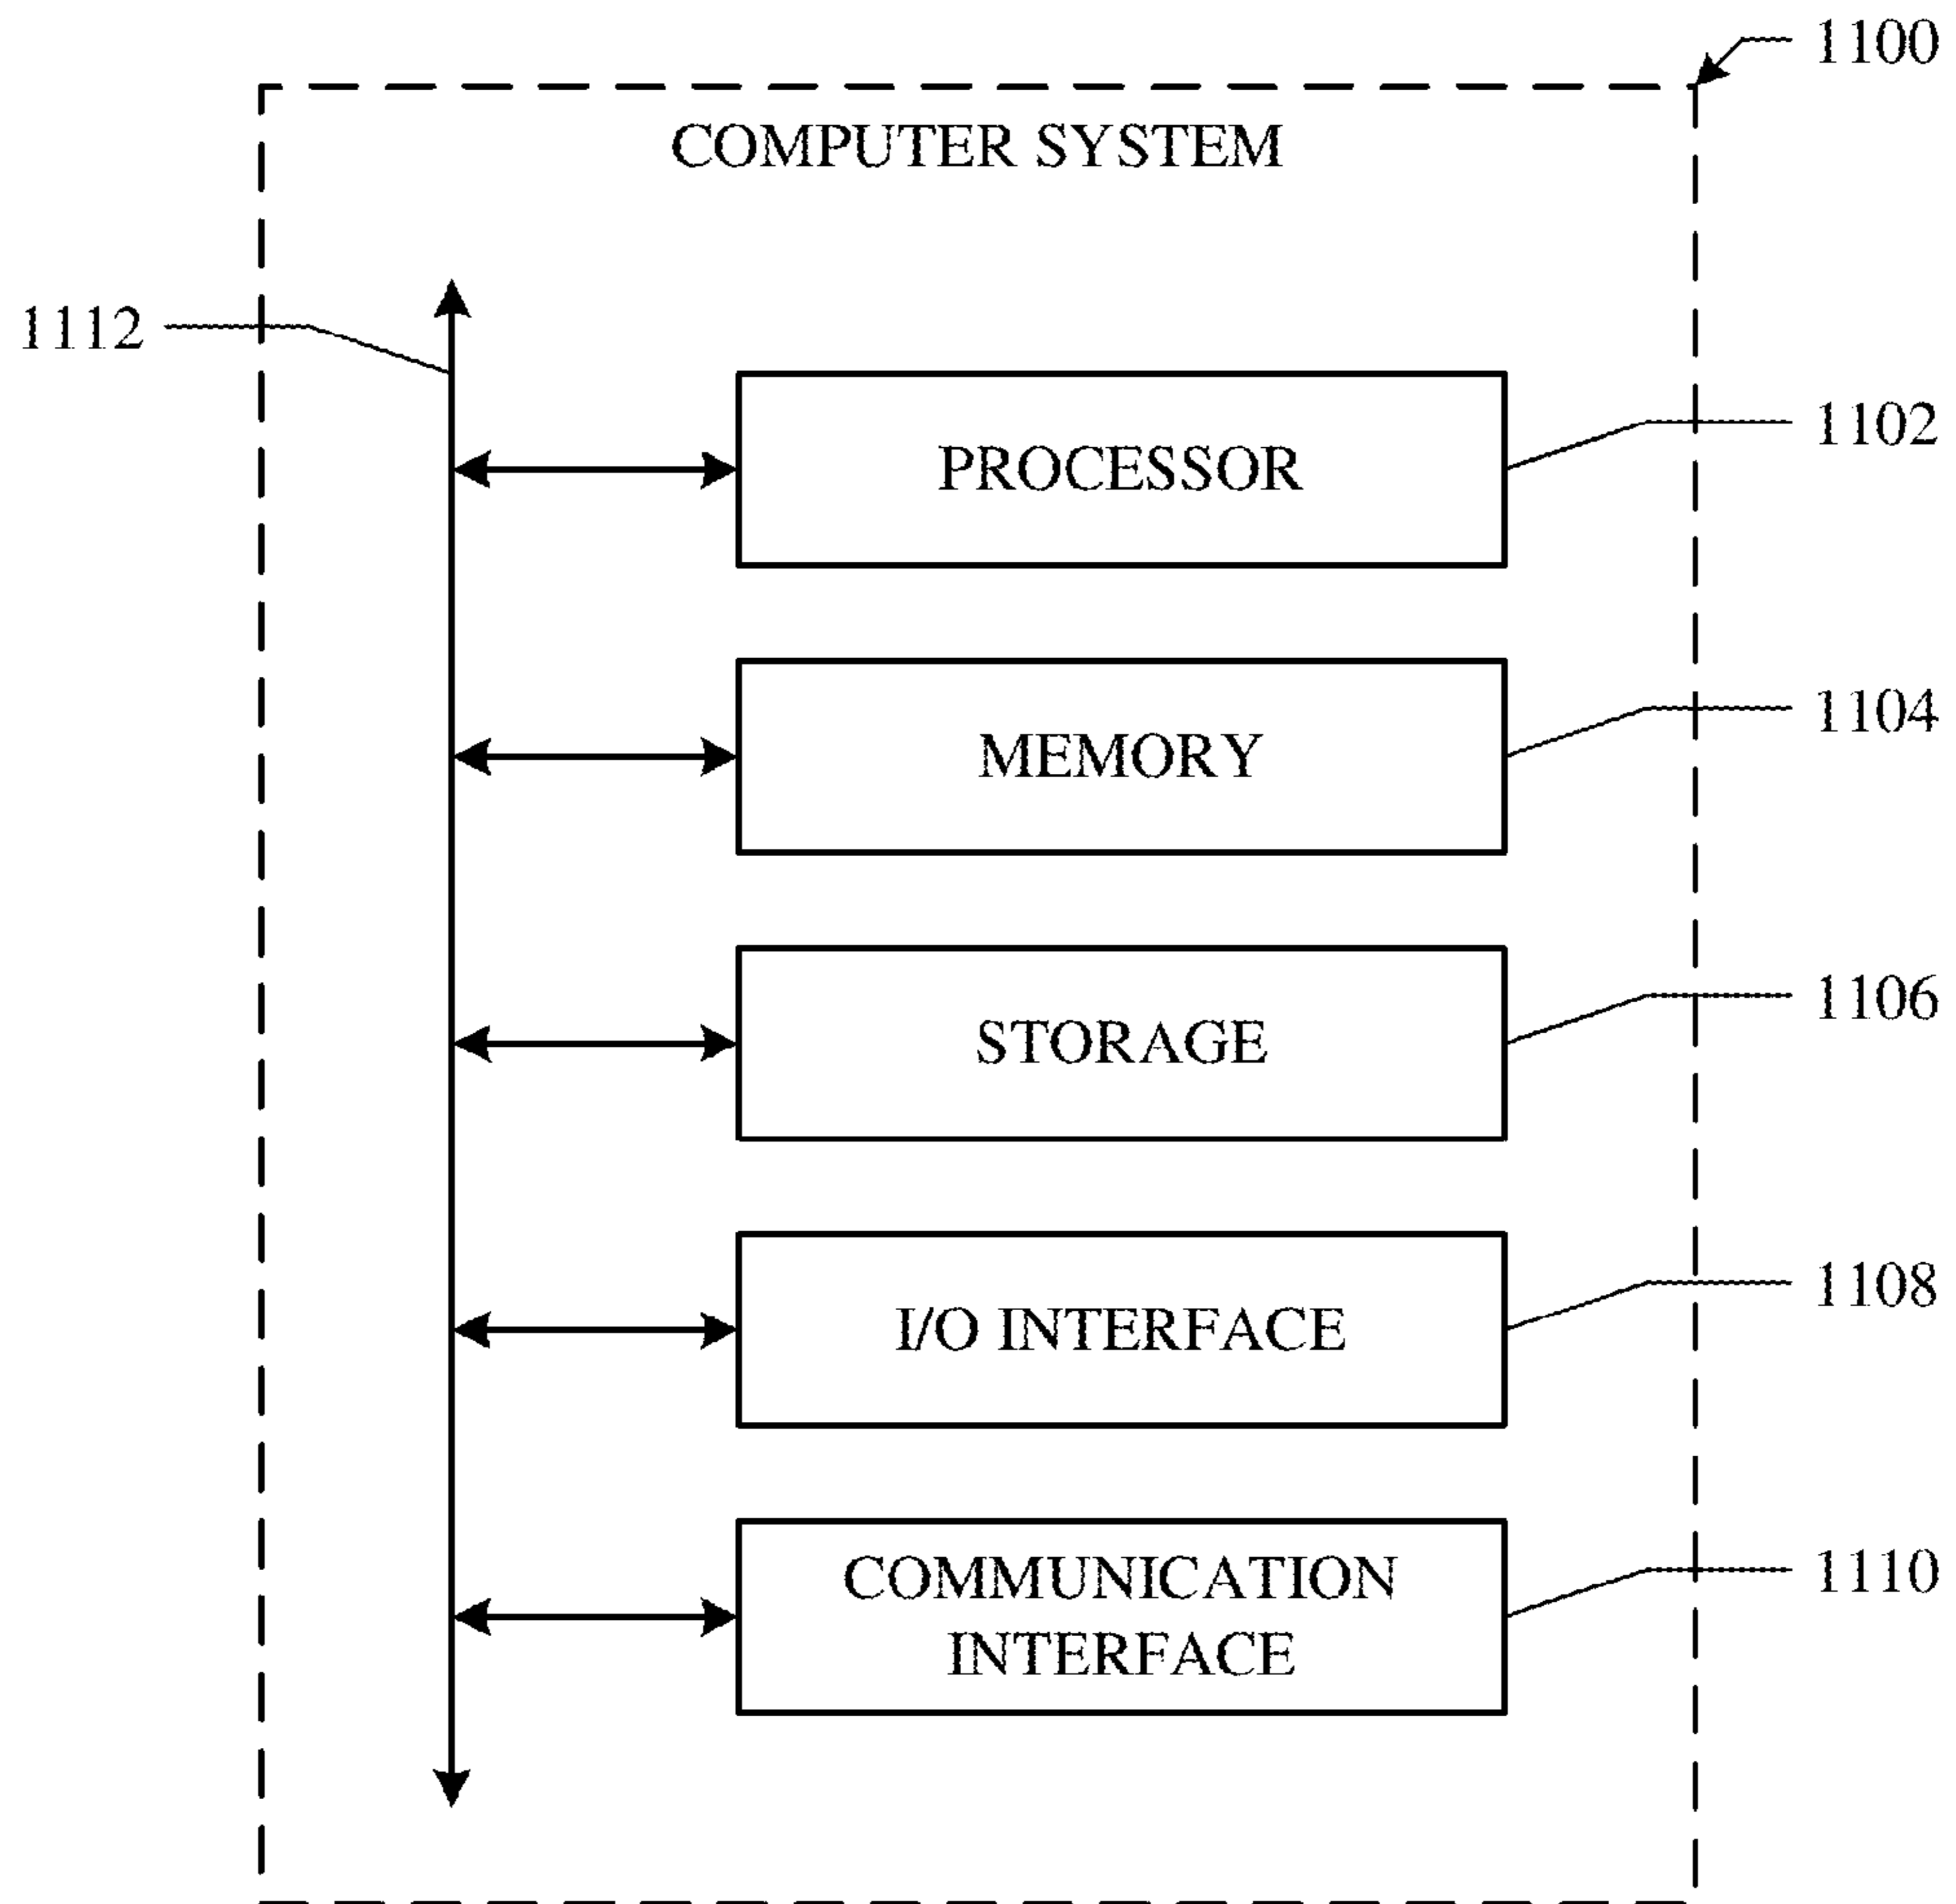 1100
COMPUTER SYSTEM
1112
PROCESSOR
1102
MEMORY
1104
STORAGE
1106
I/O INTERFACE
1108
COMMUNICATION
INTERFACE
1110